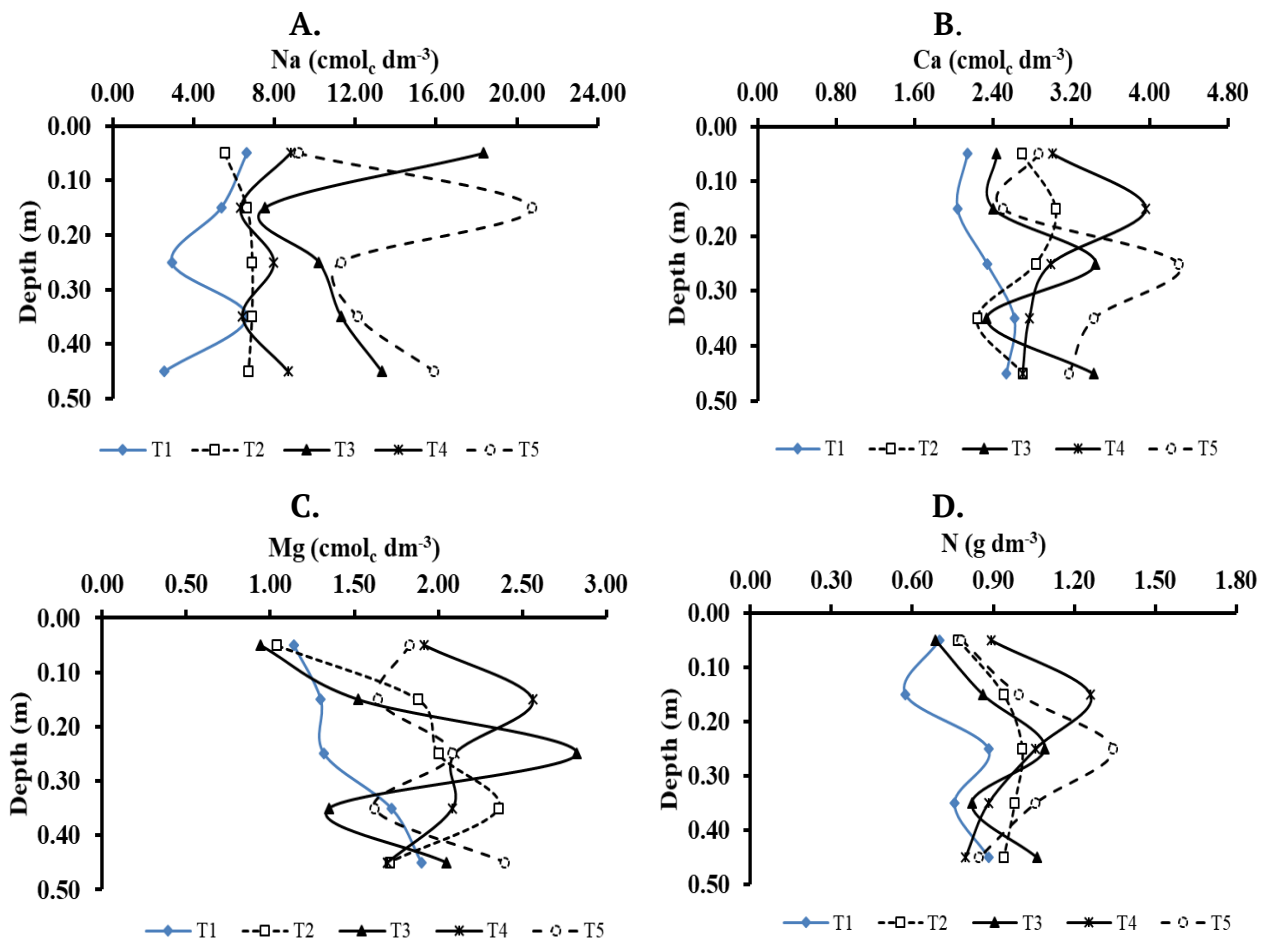 A.
Na (cmolc dm-3)
0.00 4.00 8.00 12.00 16.00 20.00 24.00
0.00
0.10
0.20
0.30
0.40
0.50
Depth (m)
T1 T2 T3 T4 T5
B.
Ca (cmolc dm-3)
0.00 0.80 1.60 2.40 3.20 4.00 4.80
0.00
0.10
0.20
0.30
0.40
0.50
Depth (m)
T1 T2 T3 T4 T5
C.
Mg (cmolc dm-3)
0.00 0.50 1.00 1.50 2.00 2.50 3.00
0.00
0.10
0.20
0.30
0.40
0.50
Depth (m)
T1 T2 T3 T4 T5
D.
N (g dm-3)
0.00 0.30 0.60 0.90 1.20 1.50 1.80
0.00
0.10
0.20
0.30
0.40
0.50
Depth (m)
T1 T2 T3 T4 T5